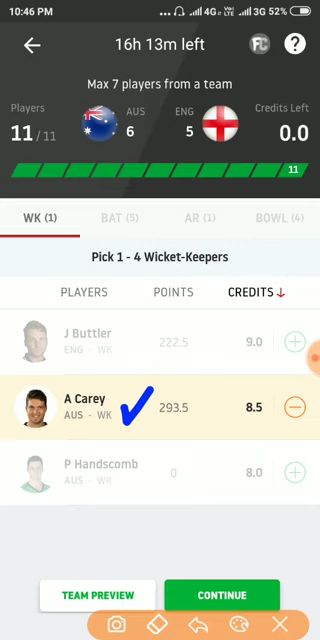 10:46 PM
4G VoLTE 3G 52%
16h 13m left
FC ?
Max 7 players from a team
Players AUS ENG Credits Left
11 / 11 6 5 0.0
11
WK (1) BAT (5) AR (1) BOWL (4)
Pick 1 - 4 Wicket-Keepers
PLAYERS POINTS CREDITS
J Buttler
ENG - WK
222.5 9.0
A Carey
AUS - WK
293.5 8.5
P Handscomb
AUS - WK
0 8.0
TEAM PREVIEW CONTINUE